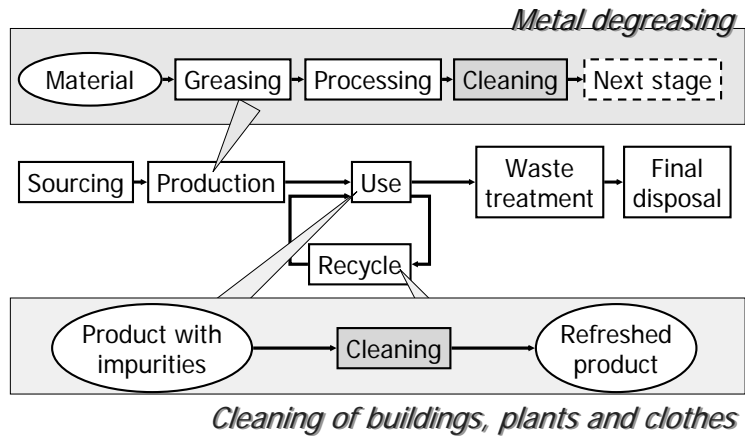 Metal degreasing
Material
Greasing
Processing
Cleaning
Next stage
Sourcing
Production
Use
Waste
treatment
Final
disposal
Recycle
Product with
impurities
Cleaning
Refreshed
product
Cleaning of buildings, plants and clothes